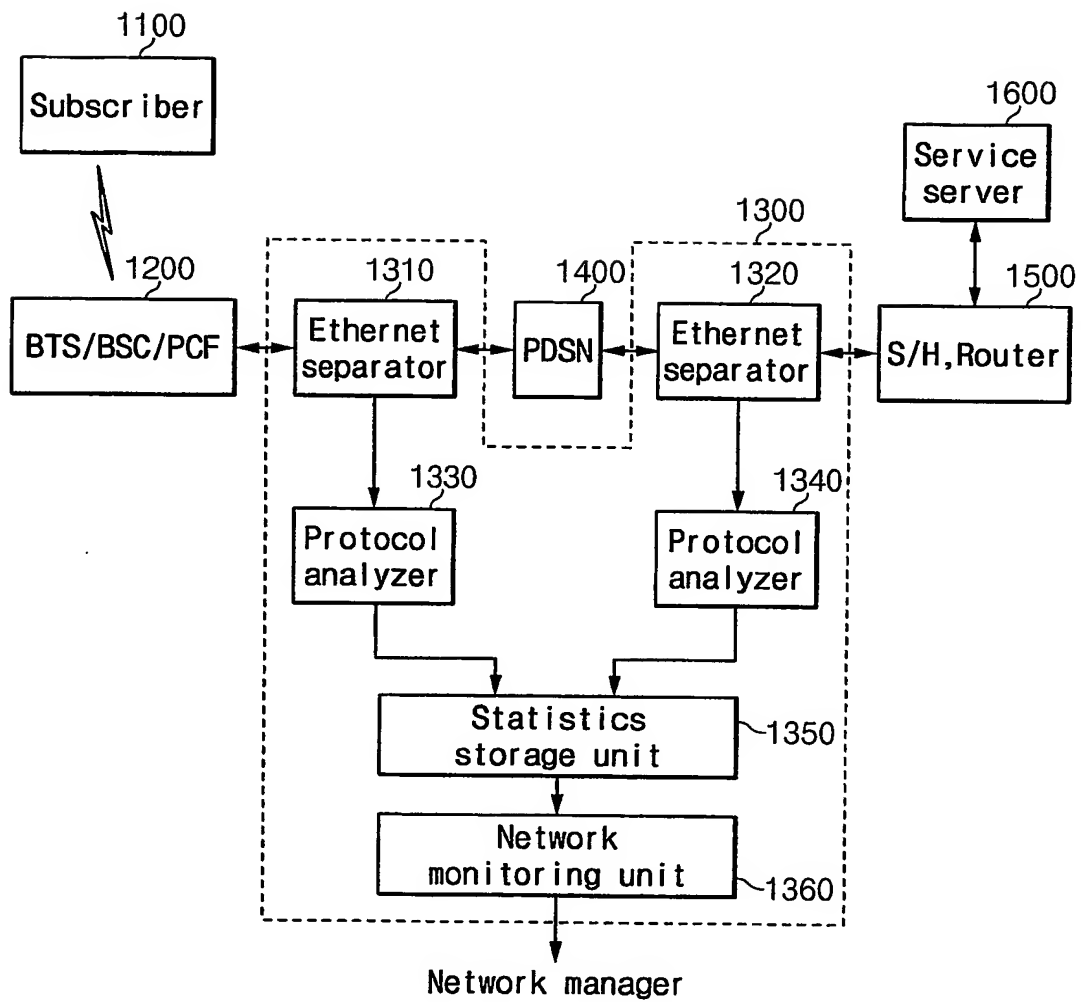 1100
Subscriber
1600
Service
server
1300
1200
1310
1400
1320
1500
BTS/BSC/PCF
Ethernet
separator
PDSN
Ethernet
separator
S/H,Router
1330
Protocol
analyzer
1340
Protocol
analyzer
Statistics
storage unit
1350
Network
monitoring unit
1360
Network manager